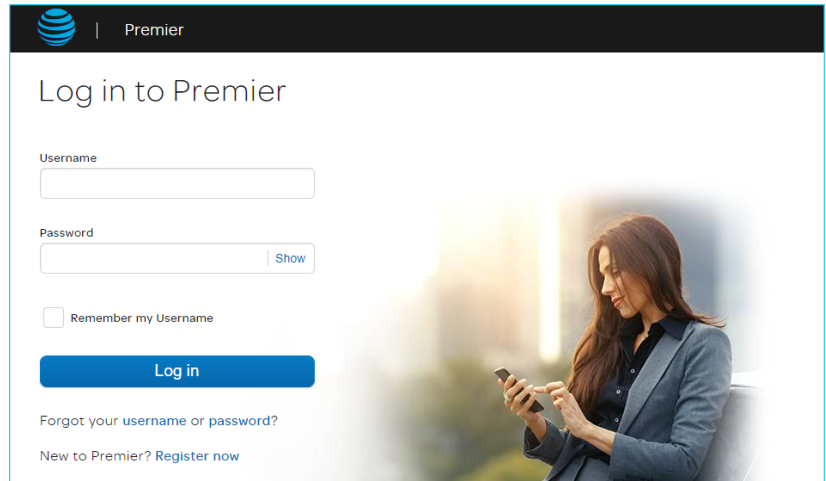 Premier
Log in to Premier
Username
Password
Show
Remember my Username
Log in
Forgot your username or password?
New to Premier? Register now